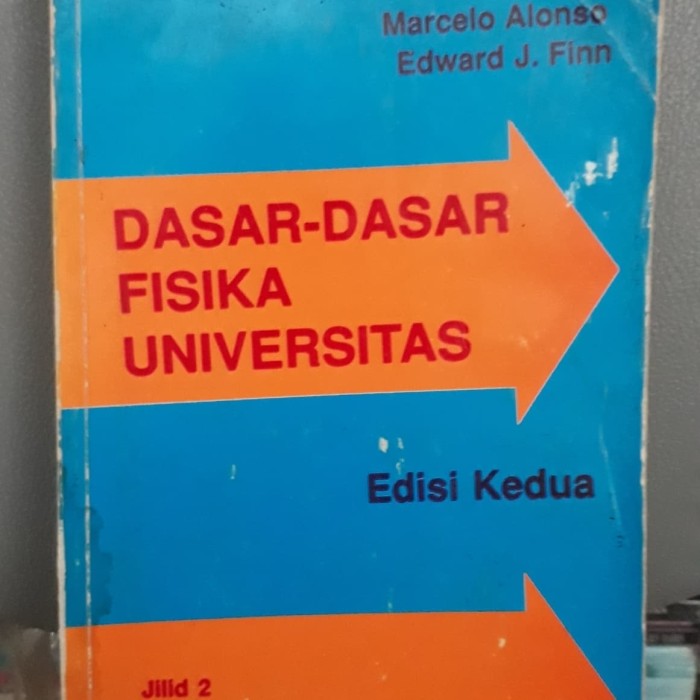 Marcelo Alonso
Edward J. Finn
DASAR-DASAR
FISIKA
UNIVERSITAS
Edisi Kedua
Jilid 2